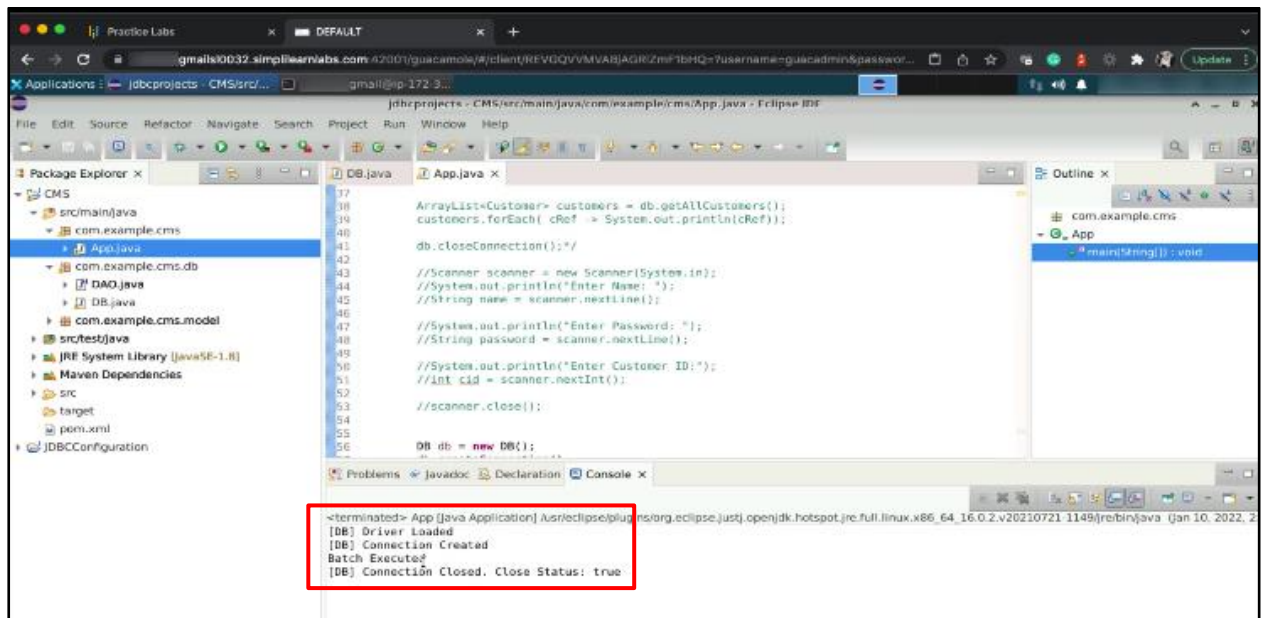 Practice Labs × DEFAULT × +
gmails10032.simplilearnlabs.com Update
Applications jdbcprojects - CMS/src/... gmail@ip-172-3...
jdbcprojects - CMS/src/main/java/com/example/cms/App.java - Eclipse IDE
File Edit Source Refactor Navigate Search Project Run Window Help
Package Explorer ×
CMS
src/main/java
com.example.cms
App.java
com.example.cms.db
DAO.java
DB.java
com.example.cms.model
src/test/java
JRE System Library [JavaSE-1.8]
Maven Dependencies
src
target
pom.xml
JDBCConfiguration
DB.java App.java ×
37
38 ArrayList<Customer> customers = db.getAllCustomers();
39 customers.forEach( cRef -> System.out.println(cRef));
40
41 db.closeConnection();*/
42
43 //Scanner scanner = new Scanner(System.in);
44 //System.out.println("Enter Name: ");
45 //String name = scanner.nextLine();
46
47 //System.out.println("Enter Password: ");
48 //String password = scanner.nextLine();
49
50 //System.out.println("Enter Customer ID:");
51 //int cid = scanner.nextInt();
52
53 //scanner.close();
54
55
56 DB db = new DB();
Outline ×
com.example.cms
App
main(String[]) : void
Problems Javadoc Declaration Console ×
<terminated> App [Java Application] /usr/eclipse/plugins/org.eclipse.justj.openjdk.hotspot.jre.full.linux.x86_64_16.0.2.v20210721-1149/jre/bin/java (Jan 10, 2022, 2
[DB] Driver Loaded
[DB] Connection Created
Batch Executed
[DB] Connection Closed. Close Status: true